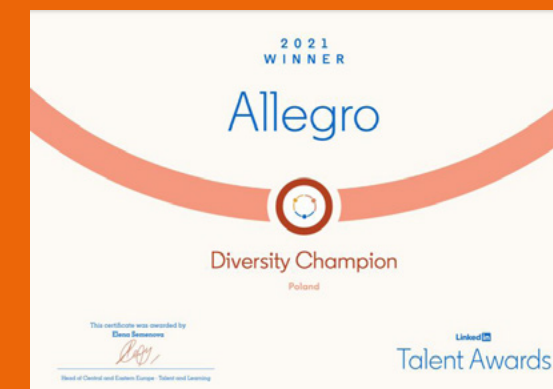 2021
WINNER
Allegro
Diversity Champion
Poland
This certificate was awarded by
Elena Semenova
Head of Central and Eastern Europe - Talent and Learning
LinkedIn
Talent Awards